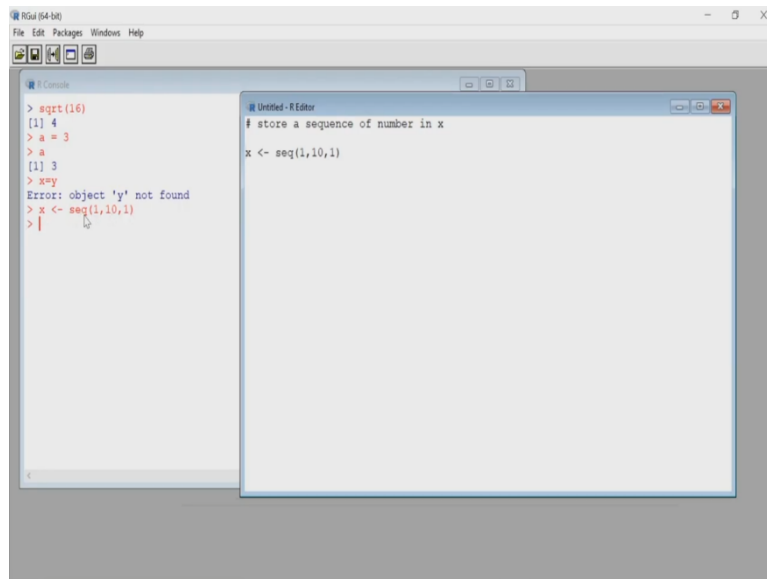 RGui (64-bit)
File Edit Packages Windows Help
R Console
> sqrt(16)
[1] 4
> a = 3
> a
[1] 3
> x=y
Error: object 'y' not found
> x <- seq(1,10,1)
>
Untitled - R Editor
# store a sequence of number in x
x <- seq(1,10,1)